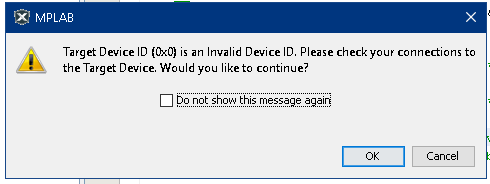 MPLAB
Target Device ID (0x0) is an Invalid Device ID. Please check your connections to
the Target Device. Would you like to continue?
Do not show this message again
OK
Cancel